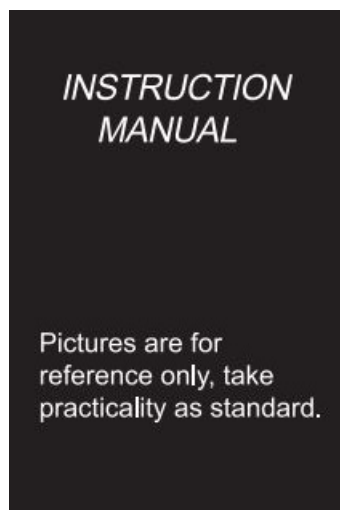 INSTRUCTION
MANUAL
Pictures are for
reference only, take
practicality as standard.